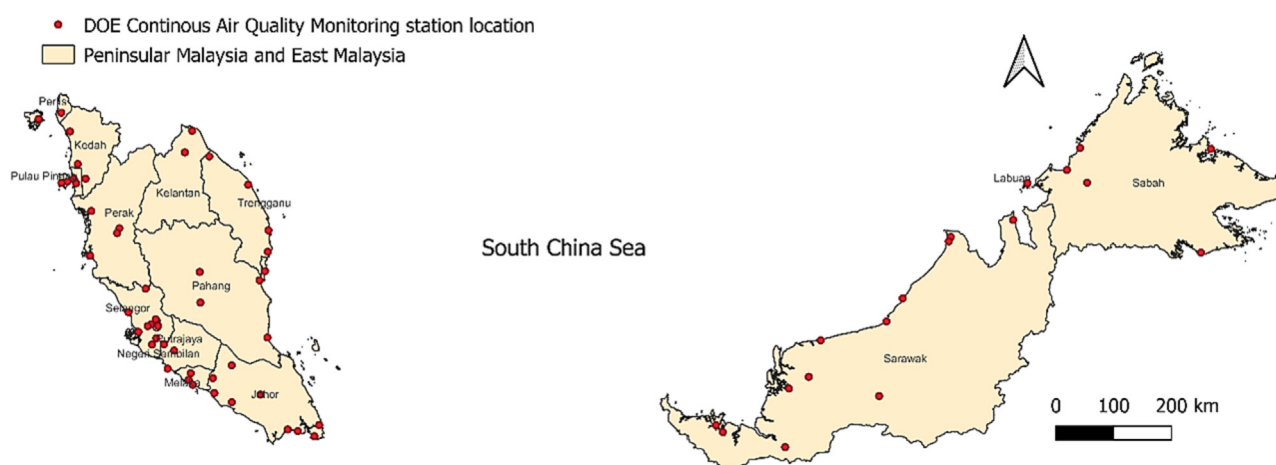 DOE Continous Air Quality Monitoring station location
Peninsular Malaysia and East Malaysia
Perlis
Kedah
Pulau Pinang
Kelantan
Trengganu
Perak
Pahang
Selangor
Putrajaya
Negeri Sembilan
Melaka
Johor
South China Sea
Labuan
Sabah
Sarawak
0 100 200 km